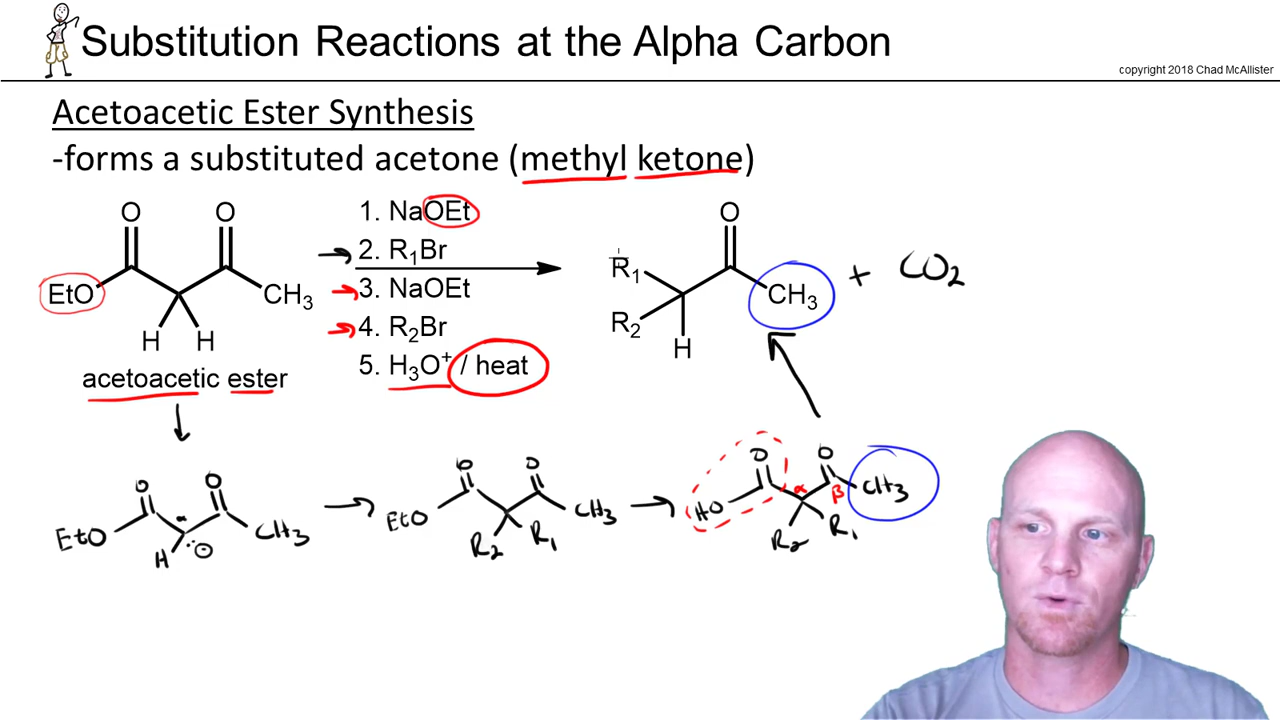 Substitution Reactions at the Alpha Carbon
copyright 2018 Chad McAllister
Acetoacetic Ester Synthesis
-forms a substituted acetone (methyl ketone)
O O
EtO CH₃
H H
acetoacetic ester
1. NaOEt
2. R₁Br
3. NaOEt
4. R₂Br
5. H₃O⁺ / heat
O
R₁
CH₃
R₂
H
+ CO₂
O O
EtO α CH₃
H ⊖
O O
EtO CH₃
R₂ R₁
O O
HO α β CH₃
R₂ R₁